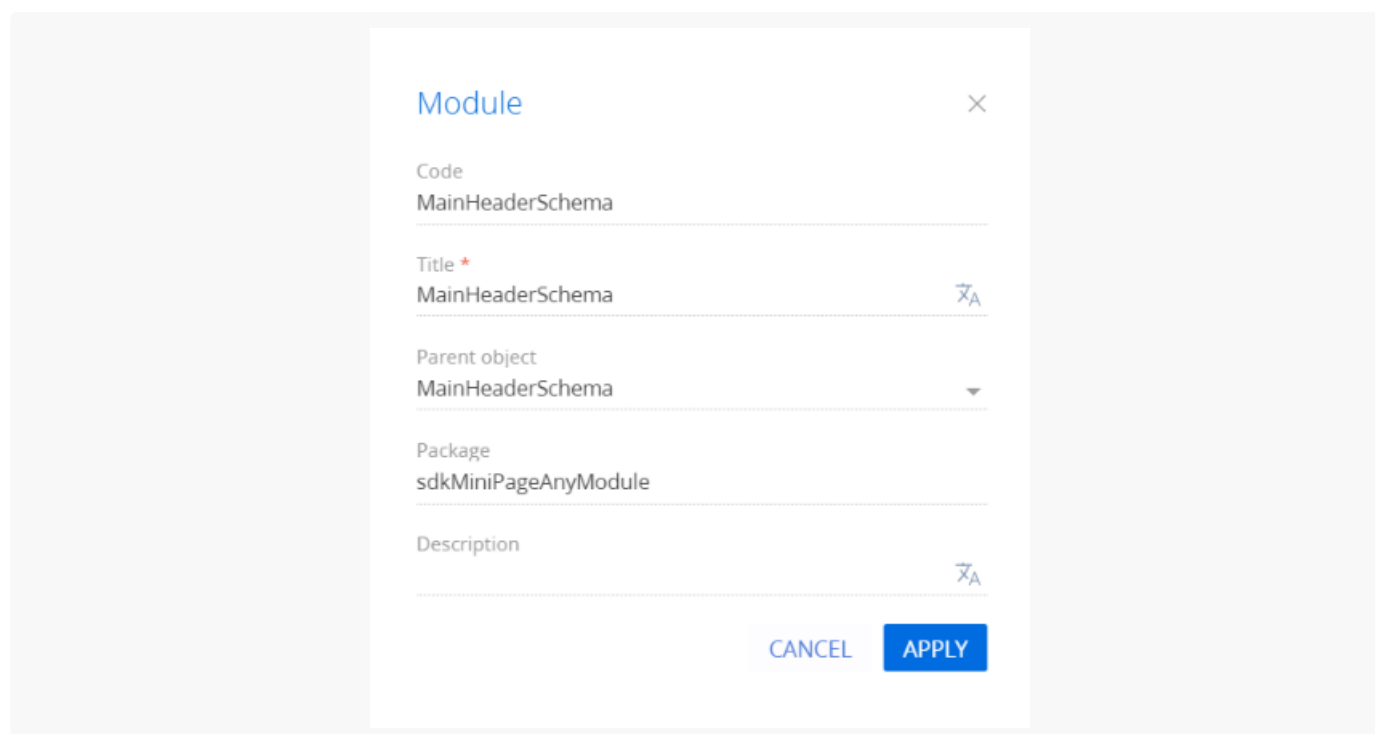 Module
Code
MainHeaderSchema
Title *
MainHeaderSchema
Parent object
MainHeaderSchema
Package
sdkMiniPageAnyModule
Description
CANCEL APPLY